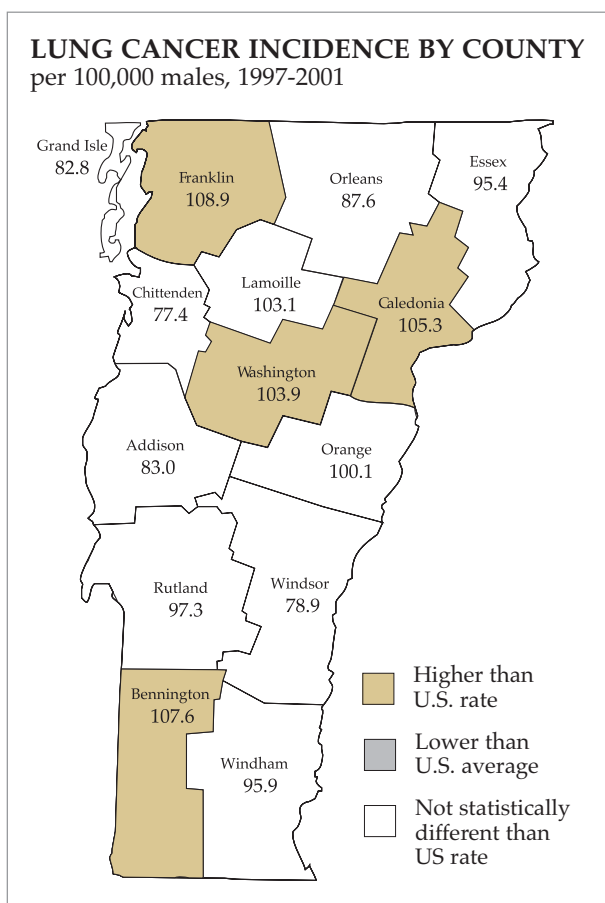 LUNG CANCER INCIDENCE BY COUNTY
per 100,000 males, 1997-2001
Grand Isle
82.8
Franklin
108.9
Orleans
87.6
Essex
95.4
Chittenden
77.4
Lamoille
103.1
Caledonia
105.3
Washington
103.9
Addison
83.0
Orange
100.1
Rutland
97.3
Windsor
78.9
Bennington
107.6
Windham
95.9
Higher than
U.S. rate
Lower than
U.S. average
Not statistically
different than
US rate